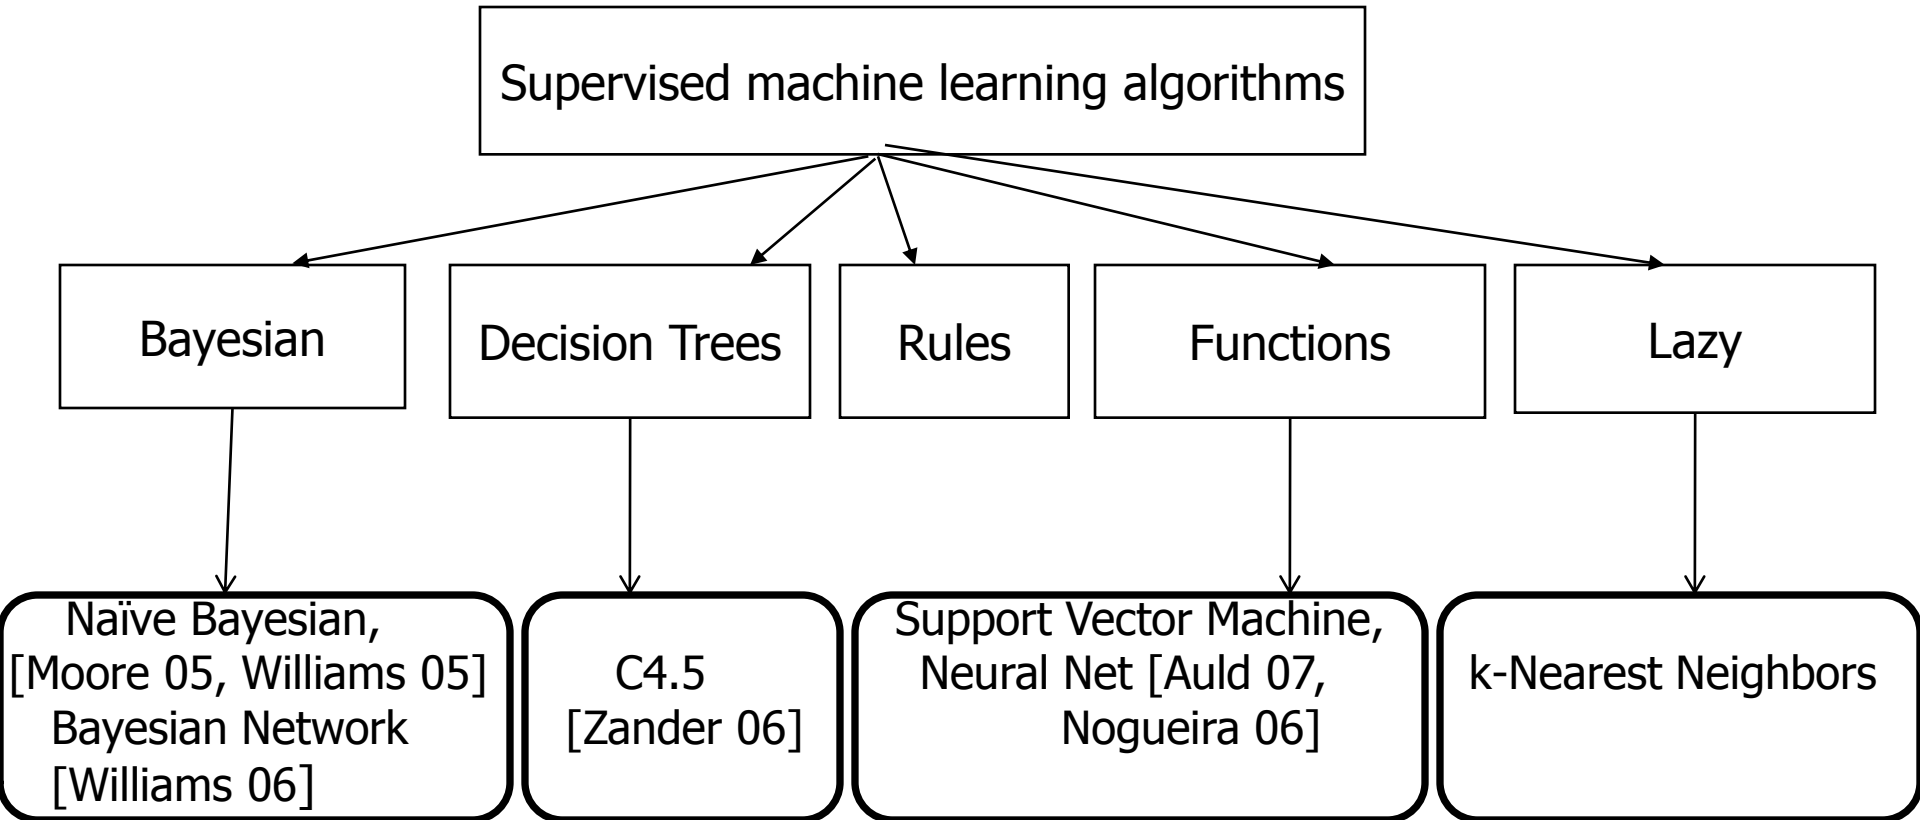 Supervised machine learning algorithms
Bayesian
Decision Trees
Rules
Functions
Lazy
Naïve Bayesian,
[Moore 05, Williams 05]
Bayesian Network
[Williams 06]
C4.5
[Zander 06]
Support Vector Machine,
Neural Net [Auld 07,
Nogueira 06]
k-Nearest Neighbors